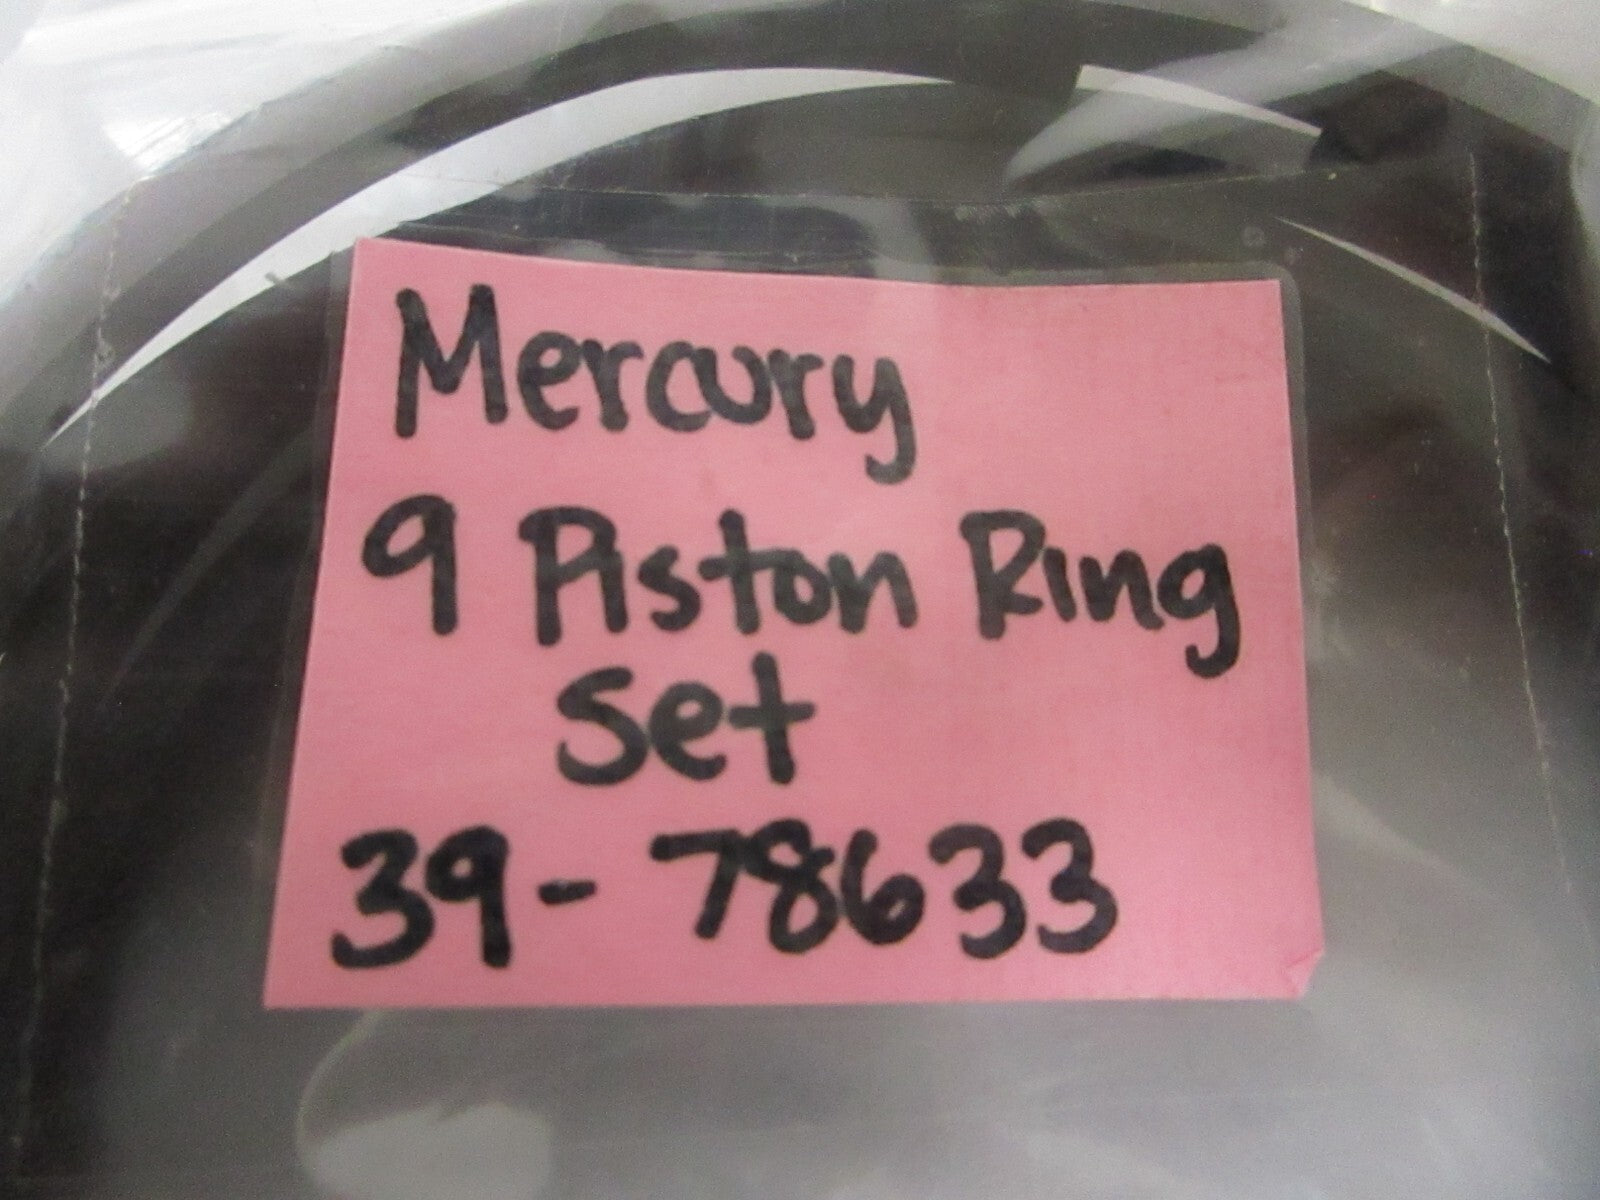 Mercury
9 Piston Ring
Set
39-78633